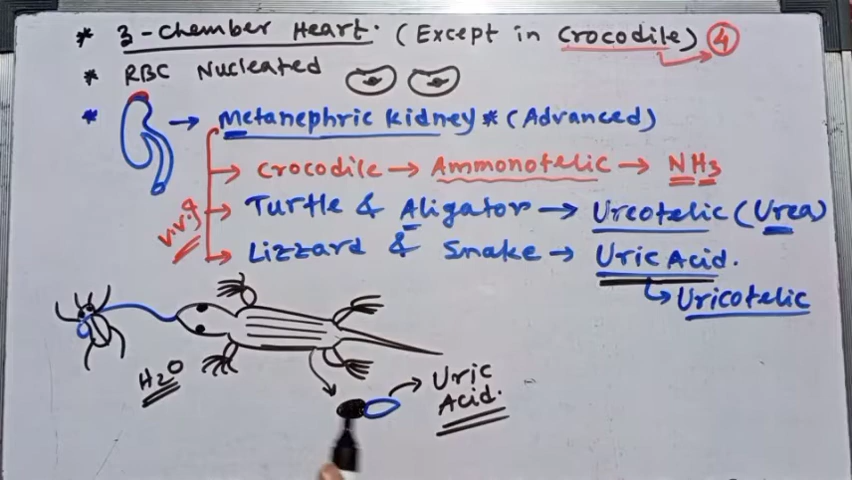 * 3-Chamber Heart. (Except in Crocodile) ④
* RBC Nucleated
* → Metanephric Kidney * (Advanced)
→ Crocodile → Ammonotelic → NH3
→ Turtle & Aligator → Ureotelic (Urea)
→ Lizzard & Snake → Uric Acid.
↳ Uricotelic
V.V.I
H2O
→ Uric
Acid.